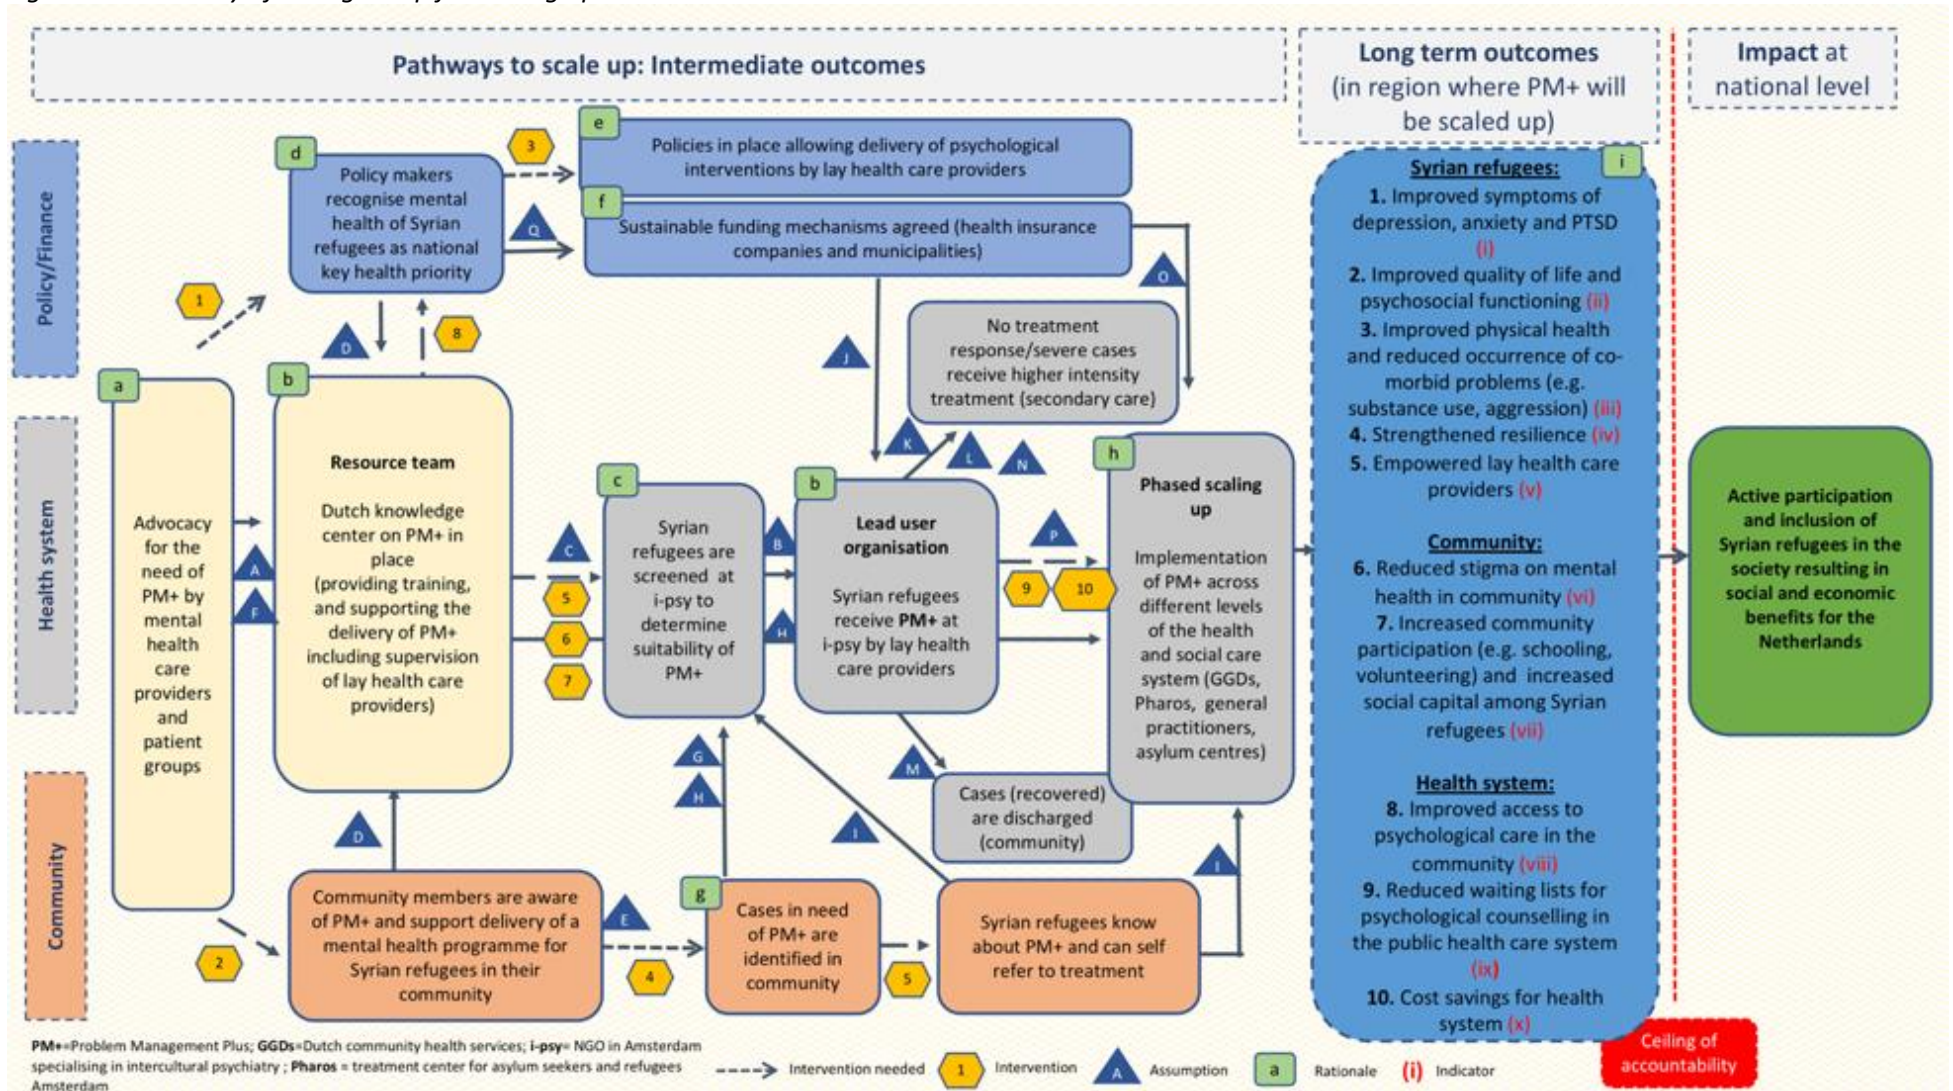 Pathways to scale up: Intermediate outcomes
Long term outcomes
(in region where PM+ will
be scaled up)
Impact at
national level
Policy/Finance
Health system
Community
d
Policy makers
recognise mental
health of Syrian
refugees as national
key health priority
3
Q
e
Policies in place allowing delivery of psychological
interventions by lay health care providers
f
Sustainable funding mechanisms agreed (health insurance
companies and municipalities)
1
D
8
J
O
No treatment
response/severe cases
receive higher intensity
treatment (secondary care)
a
Advocacy
for the
need of
PM+ by
mental
health
care
providers
and
patient
groups
A
F
b
Resource team
Dutch knowledge
center on PM+ in
place
(providing training,
and supporting the
delivery of PM+
including supervision
of lay health care
providers)
C
5
6
7
c
Syrian
refugees are
screened at
i-psy to
determine
suitability of
PM+
B
H
b
Lead user
organisation
Syrian refugees
receive PM+ at
i-psy by lay health
care providers
K
L
N
P
9
10
h
Phased scaling
up
Implementation
of PM+ across
different levels
of the health
and social care
system (GGDs,
Pharos, general
practitioners,
asylum centres)
M
Cases (recovered)
are discharged
(community)
G
H
I
I
D
2
Community members are aware
of PM+ and support delivery of a
mental health programme for
Syrian refugees in their
community
E
4
g
Cases in need
of PM+ are
identified in
community
5
Syrian refugees know
about PM+ and can self
refer to treatment
i
Syrian refugees:
1. Improved symptoms of
depression, anxiety and PTSD
(i)
2. Improved quality of life and
psychosocial functioning (ii)
3. Improved physical health
and reduced occurrence of co-
morbid problems (e.g.
substance use, aggression) (iii)
4. Strengthened resilience (iv)
5. Empowered lay health care
providers (v)
Community:
6. Reduced stigma on mental
health in community (vi)
7. Increased community
participation (e.g. schooling,
volunteering) and increased
social capital among Syrian
refugees (vii)
Health system:
8. Improved access to
psychological care in the
community (viii)
9. Reduced waiting lists for
psychological counselling in
the public health care system
(ix)
10. Cost savings for health
system (x)
Active participation
and inclusion of
Syrian refugees in the
society resulting in
social and economic
benefits for the
Netherlands
Ceiling of
accountability
PM+=Problem Management Plus; GGDs=Dutch community health services; i-psy= NGO in Amsterdam
specialising in intercultural psychiatry ; Pharos = treatment center for asylum seekers and refugees
Amsterdam
Intervention needed
1
Intervention
A
Assumption
a
Rationale
(i)
Indicator